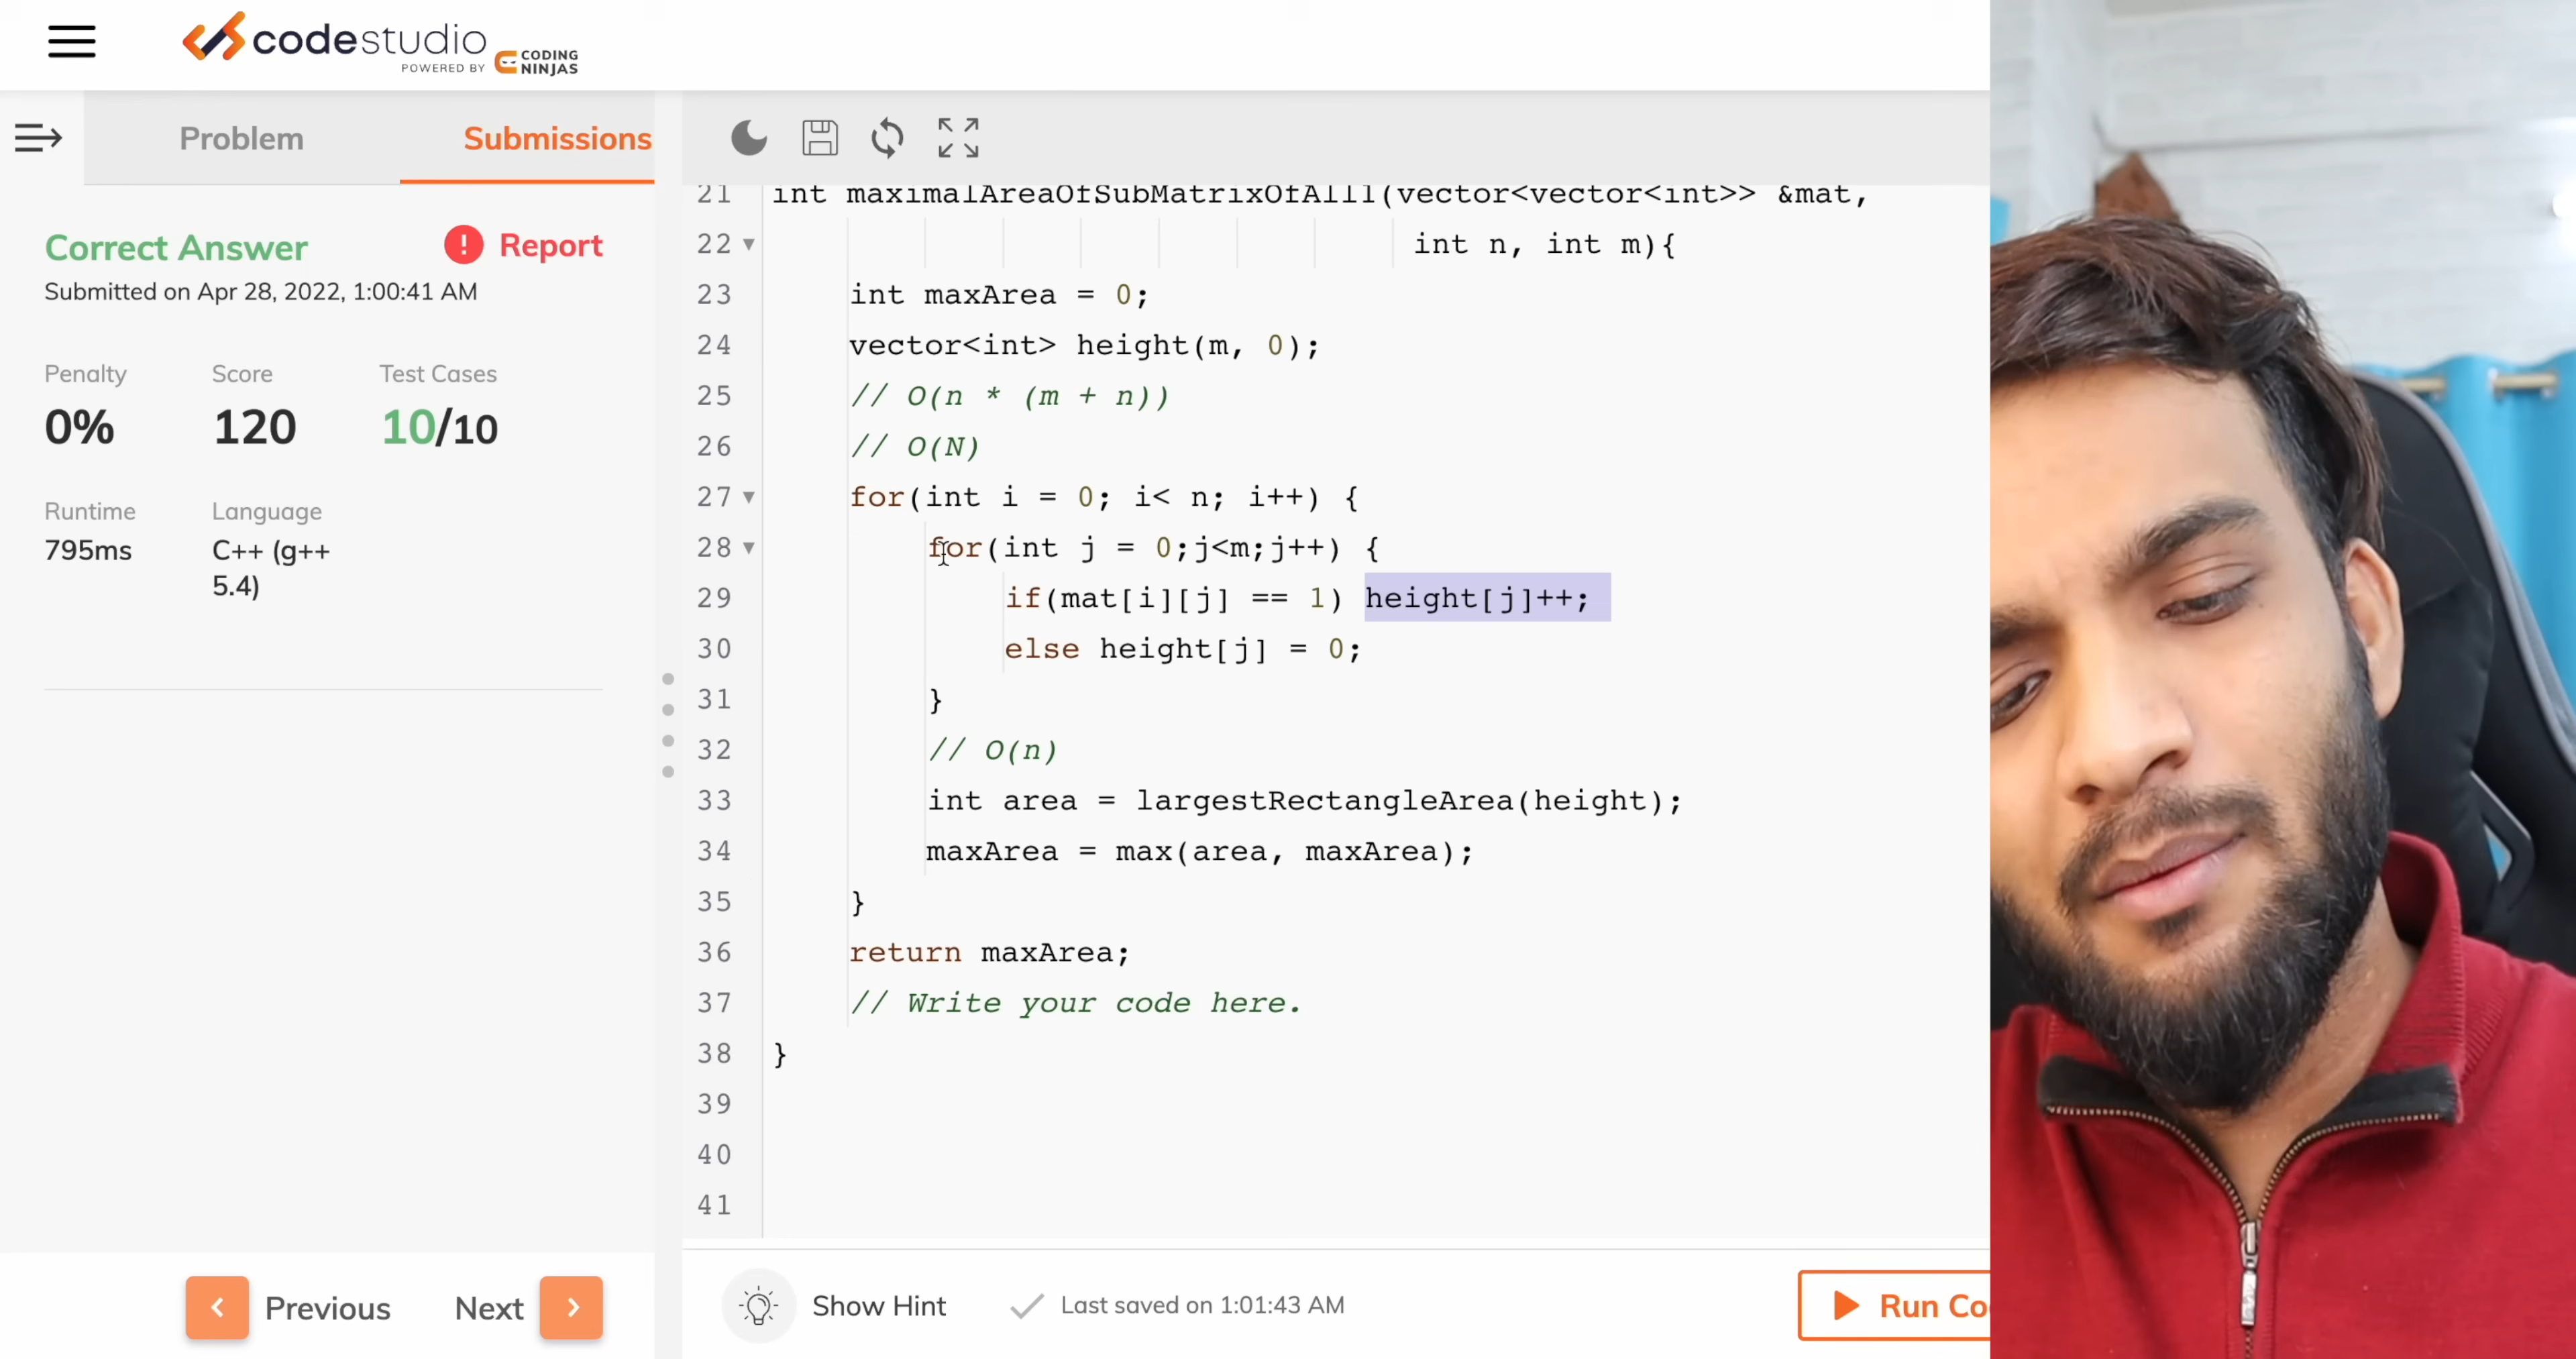 codestudio
POWERED BY CODING NINJAS
Problem
Submissions
Correct Answer
Report
Submitted on Apr 28, 2022, 1:00:41 AM
Penalty
Score
Test Cases
0%
120
10/10
Runtime
Language
795ms
C++ (g++
5.4)
Previous
Next
21 int maximalAreaOfSubMatrixOfAll1(vector<vector<int>> &mat,
22 int n, int m){
23 int maxArea = 0;
24 vector<int> height(m, 0);
25 // O(n * (m + n))
26 // O(N)
27 for(int i = 0; i< n; i++) {
28 for(int j = 0;j<m;j++) {
29 if(mat[i][j] == 1) height[j]++;
30 else height[j] = 0;
31 }
32 // O(n)
33 int area = largestRectangleArea(height);
34 maxArea = max(area, maxArea);
35 }
36 return maxArea;
37 // Write your code here.
38 }
39
40
41
Show Hint
Last saved on 1:01:43 AM
Run Co